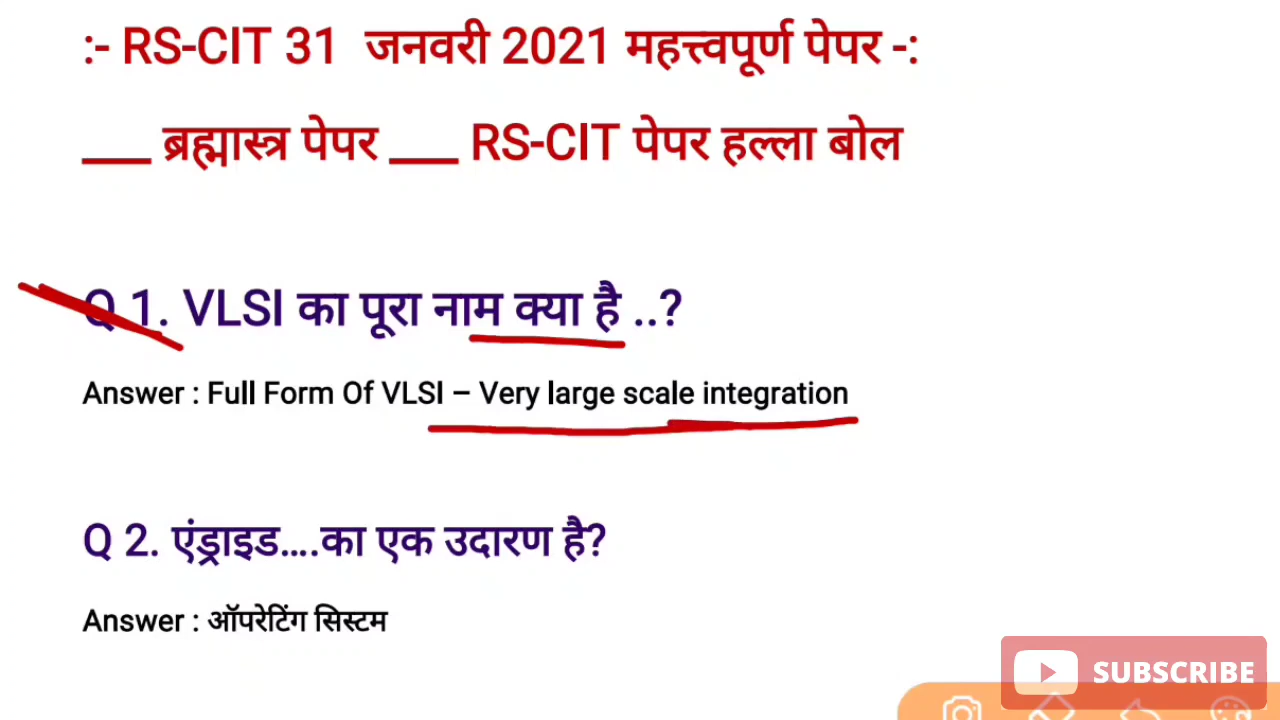 :- RS-CIT 31 जनवरी 2021 महत्त्वपूर्ण पेपर -:
___ ब्रह्मास्त्र पेपर ___ RS-CIT पेपर हल्ला बोल
Q 1. VLSI का पूरा नाम क्या है ..?
Answer : Full Form Of VLSI – Very large scale integration
Q 2. एंड्राइड....का एक उदारण है?
Answer : ऑपरेटिंग सिस्टम
SUBSCRIBE